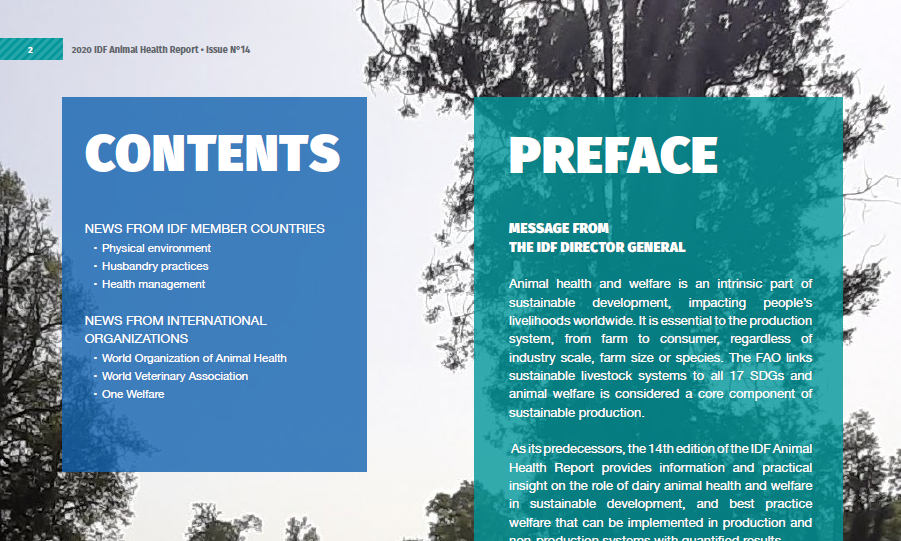 2
2020 IDF Animal Health Report • Issue N°14
CONTENTS
NEWS FROM IDF MEMBER COUNTRIES
• Physical environment
• Husbandry practices
• Health management
NEWS FROM INTERNATIONAL
ORGANIZATIONS
• World Organization of Animal Health
• World Veterinary Association
• One Welfare
PREFACE
MESSAGE FROM
THE IDF DIRECTOR GENERAL
Animal health and welfare is an intrinsic part of
sustainable development, impacting people's
livelihoods worldwide. It is essential to the production
system, from farm to consumer, regardless of
industry scale, farm size or species. The FAO links
sustainable livestock systems to all 17 SDGs and
animal welfare is considered a core component of
sustainable production.
As its predecessors, the 14th edition of the IDF Animal
Health Report provides information and practical
insight on the role of dairy animal health and welfare
in sustainable development, and best practice
welfare that can be implemented in production and
non-production systems with quantified results.